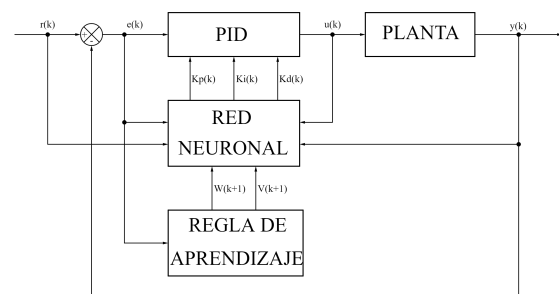 r(k)
+
-
e(k)
PID
u(k)
PLANTA
y(k)
Kp(k)
Ki(k)
Kd(k)
RED
NEURONAL
W(k+1)
V(k+1)
REGLA DE
APRENDIZAJE